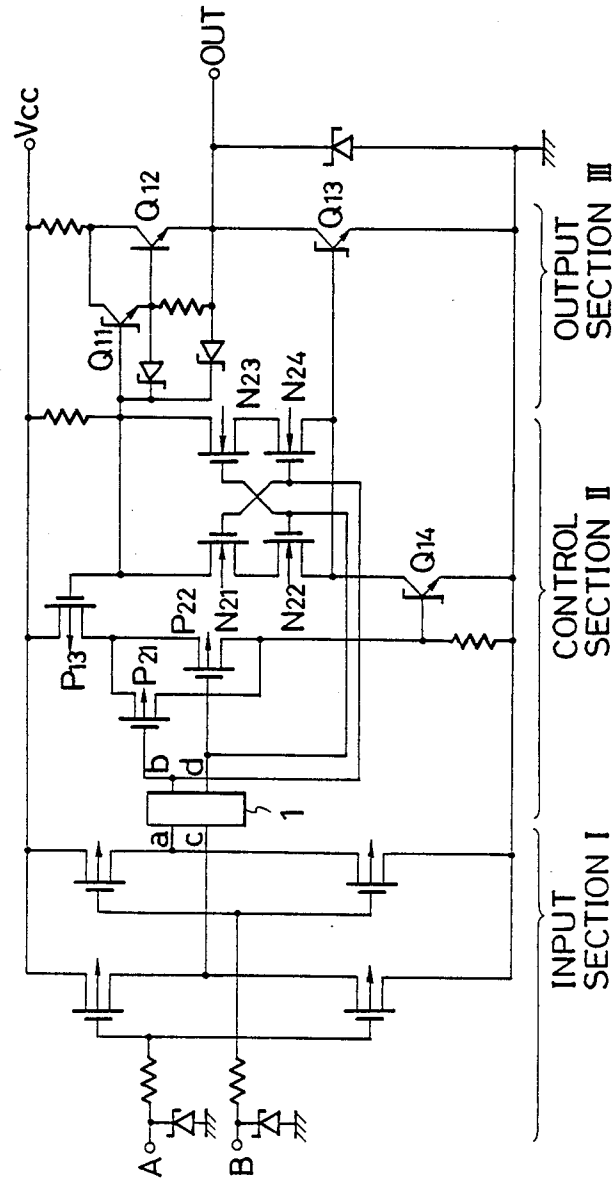 Vcc
OUT
Q11
Q12
Q13
P13
P21
P22
N21
N22
N23
N24
Q14
a
b
c
d
1
A
B
INPUT
SECTION I
CONTROL
SECTION II
OUTPUT
SECTION III